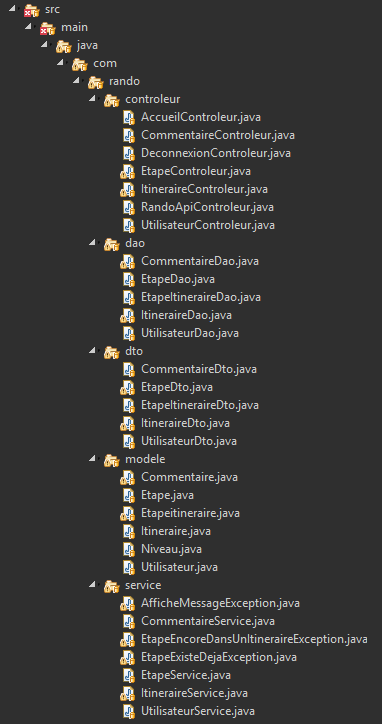 src
main
java
com
rando
controleur
AccueilControleur.java
CommentaireControleur.java
DeconnexionControleur.java
EtapeControleur.java
ItineraireControleur.java
RandoApiControleur.java
UtilisateurControleur.java
dao
CommentaireDao.java
EtapeDao.java
EtapeItineraireDao.java
ItineraireDao.java
UtilisateurDao.java
dto
CommentaireDto.java
EtapeDto.java
EtapeItineraireDto.java
ItineraireDto.java
UtilisateurDto.java
modele
Commentaire.java
Etape.java
Etapeitineraire.java
Itineraire.java
Niveau.java
Utilisateur.java
service
AfficheMessageException.java
CommentaireService.java
EtapeEncoreDansUnItineraireException.java
EtapeExisteDejaException.java
EtapeService.java
ItineraireService.java
UtilisateurService.java